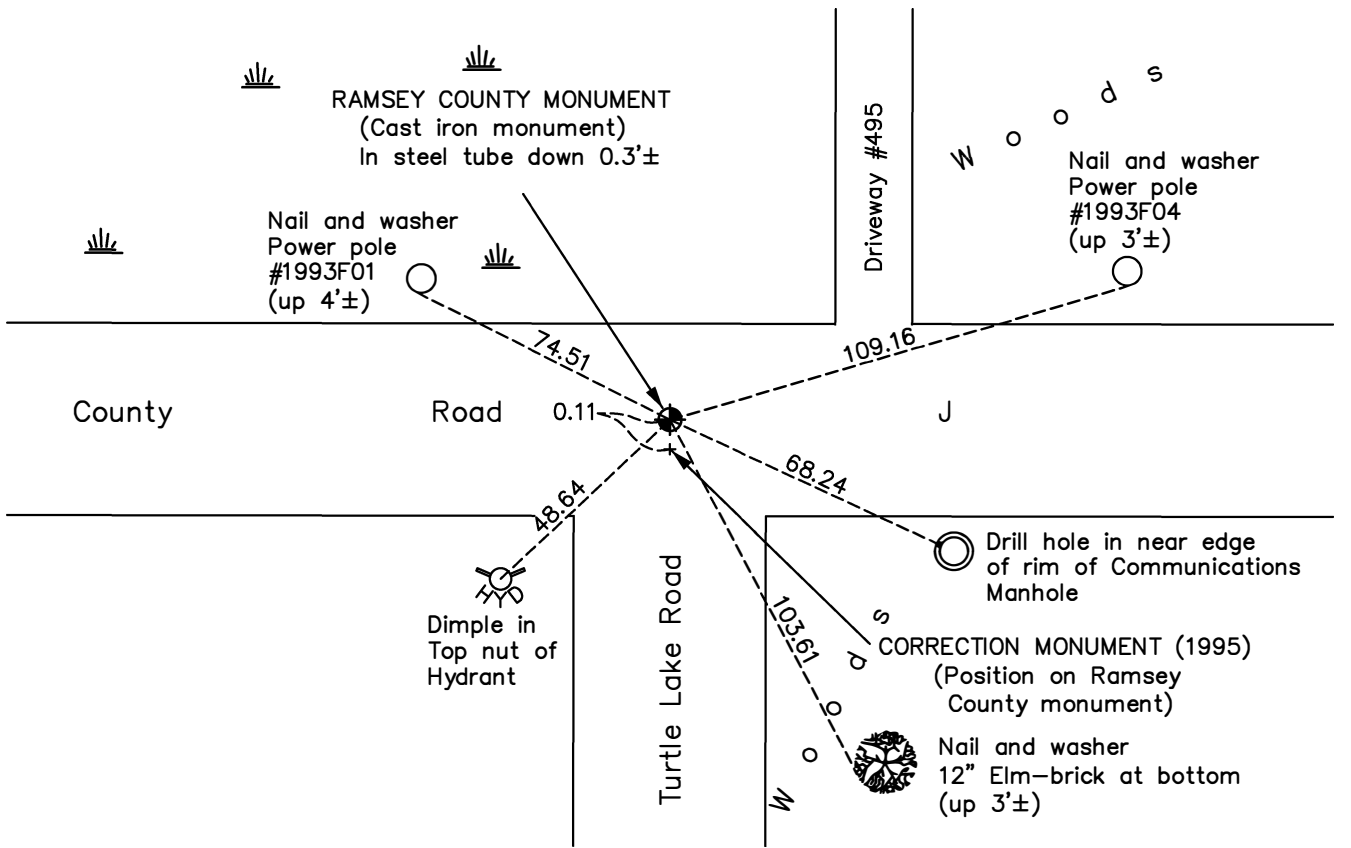 RAMSEY COUNTY MONUMENT
(Cast iron monument)
In steel tube down 0.3'±
Driveway #495
Woods
Nail and washer
Power pole
#1993F04
(up 3'±)
Nail and washer
Power pole
#1993F01
(up 4'±)
74.51
109.16
County Road J
0.11
68.24
48.64
HYD
Dimple in
Top nut of
Hydrant
Turtle Lake Road
103.61
Woods
Drill hole in near edge
of rim of Communications
Manhole
CORRECTION MONUMENT (1995)
(Position on Ramsey
County monument)
Nail and washer
12" Elm-brick at bottom
(up 3'±)